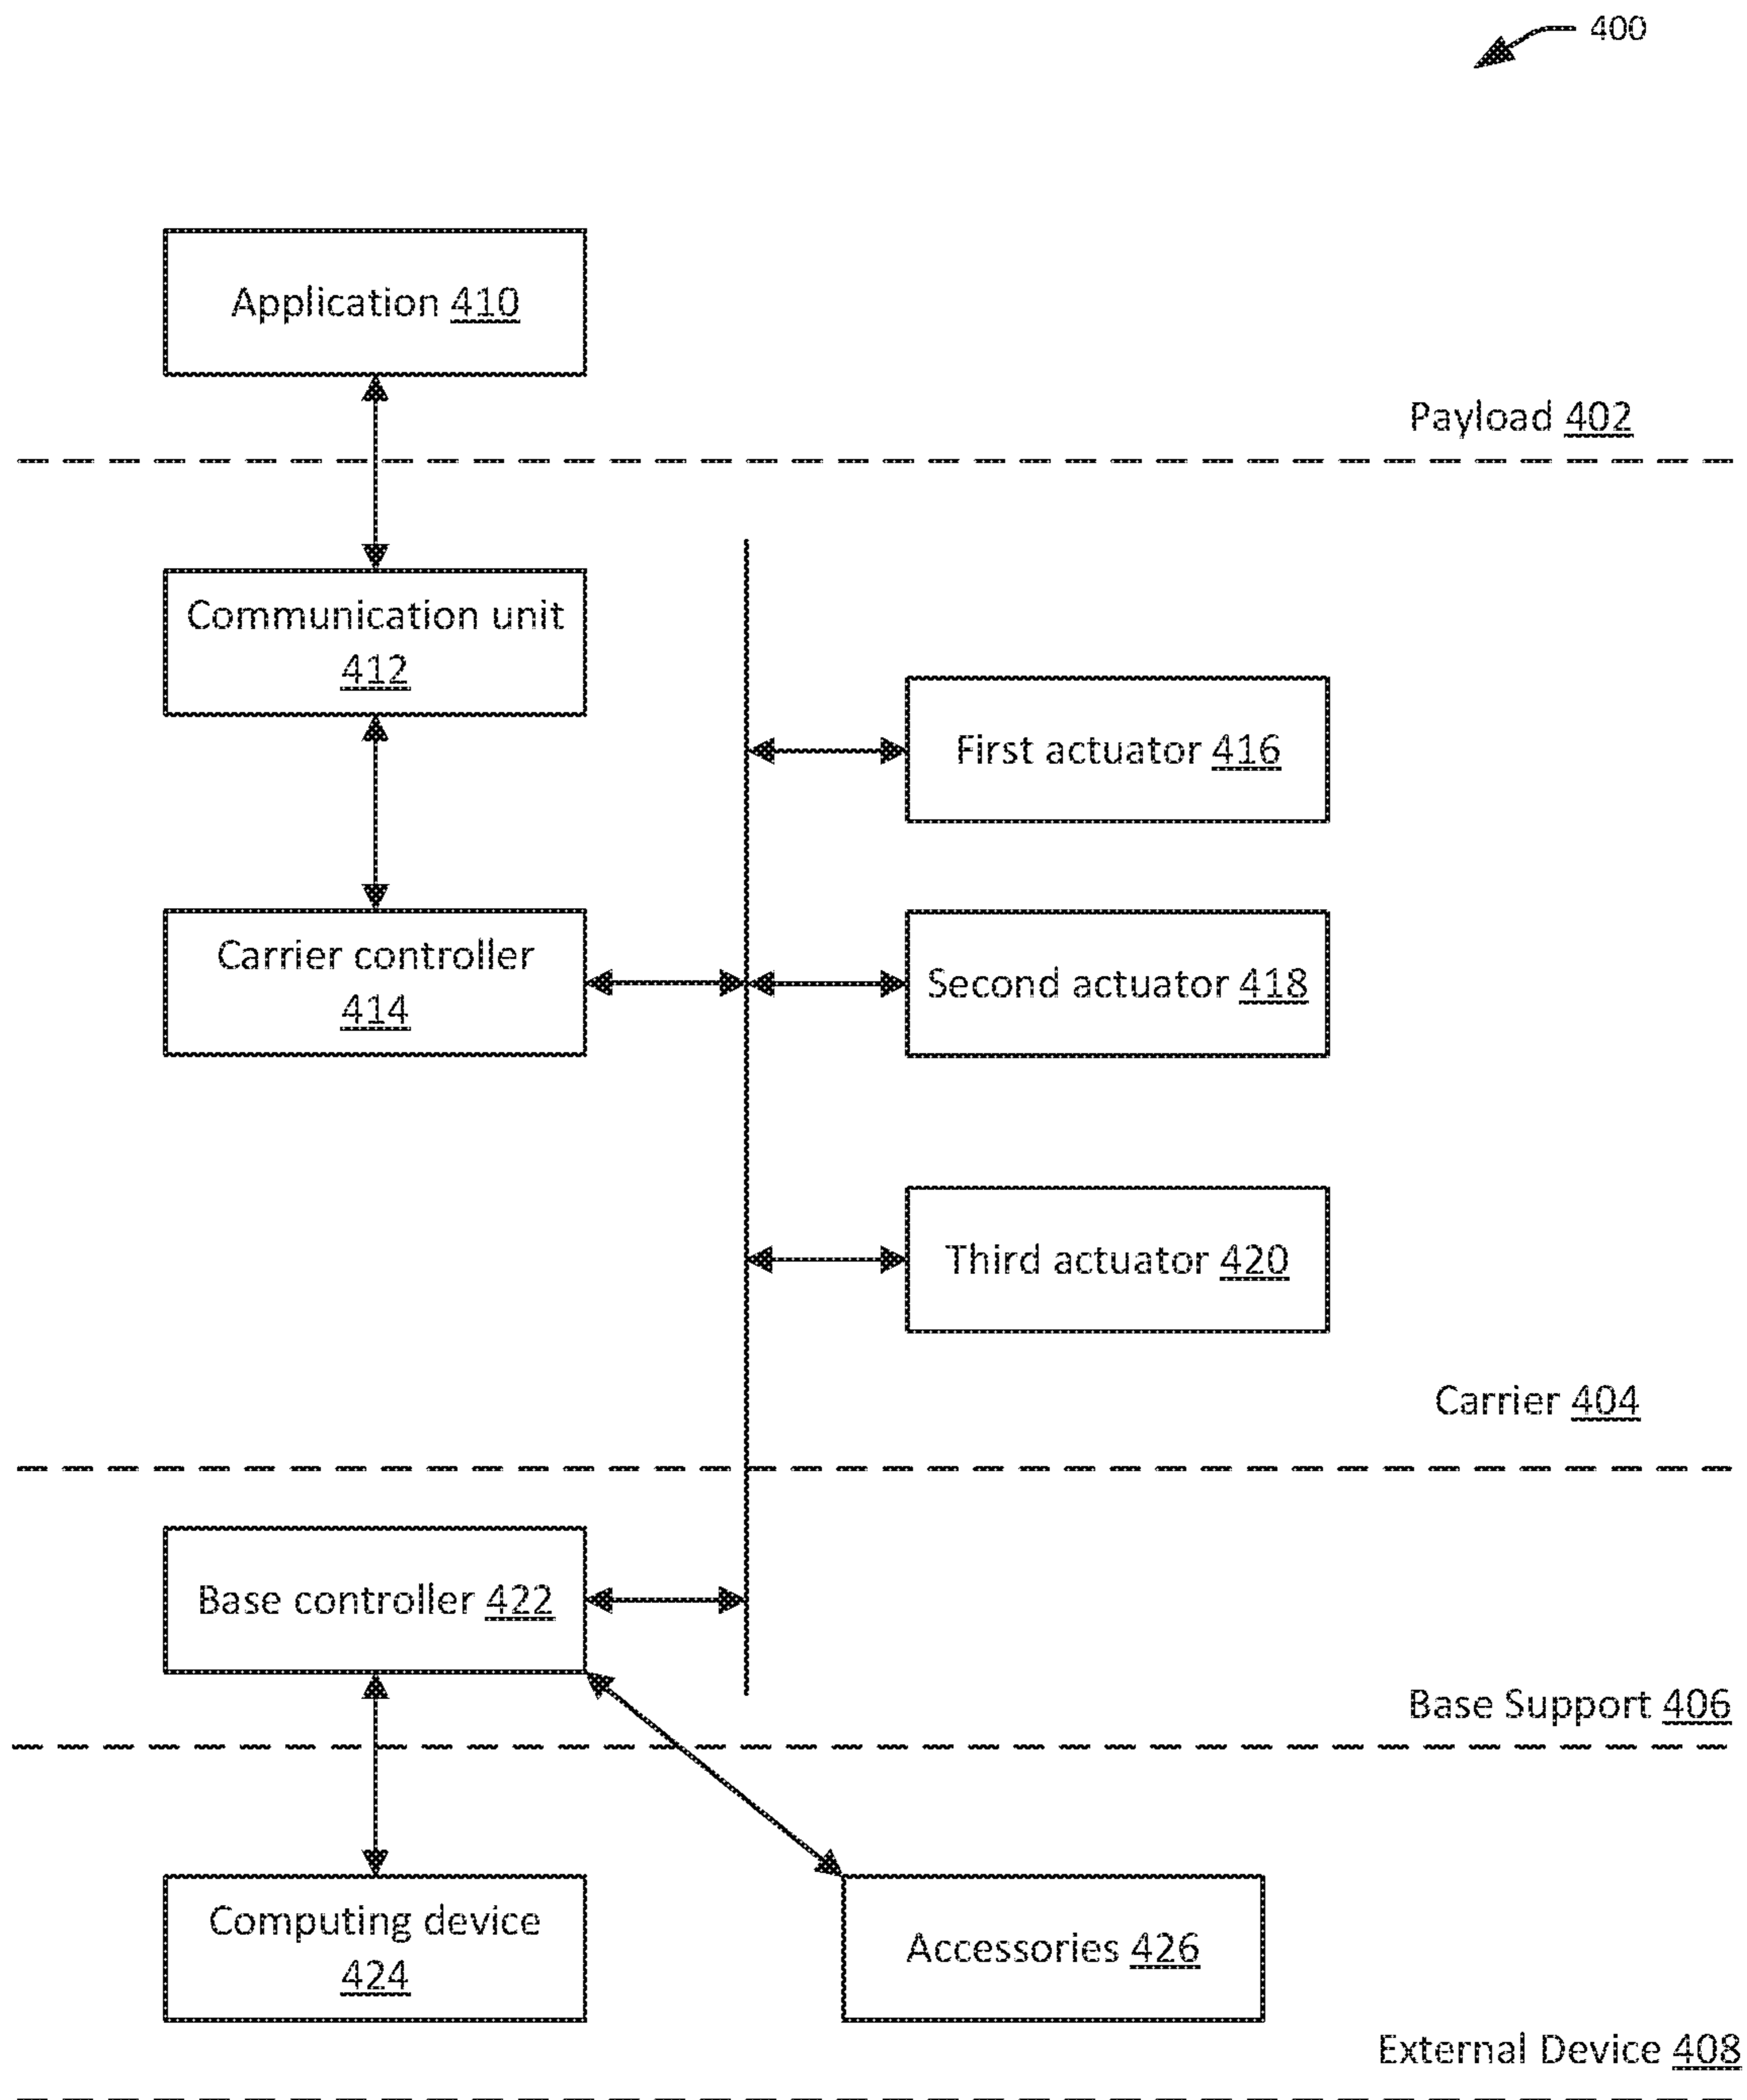 400
Application 410
Payload 402
Communication unit
412
First actuator 416
Carrier controller
414
Second actuator 418
Third actuator 420
Carrier 404
Base controller 422
Base Support 406
Computing device
424
Accessories 426
External Device 408